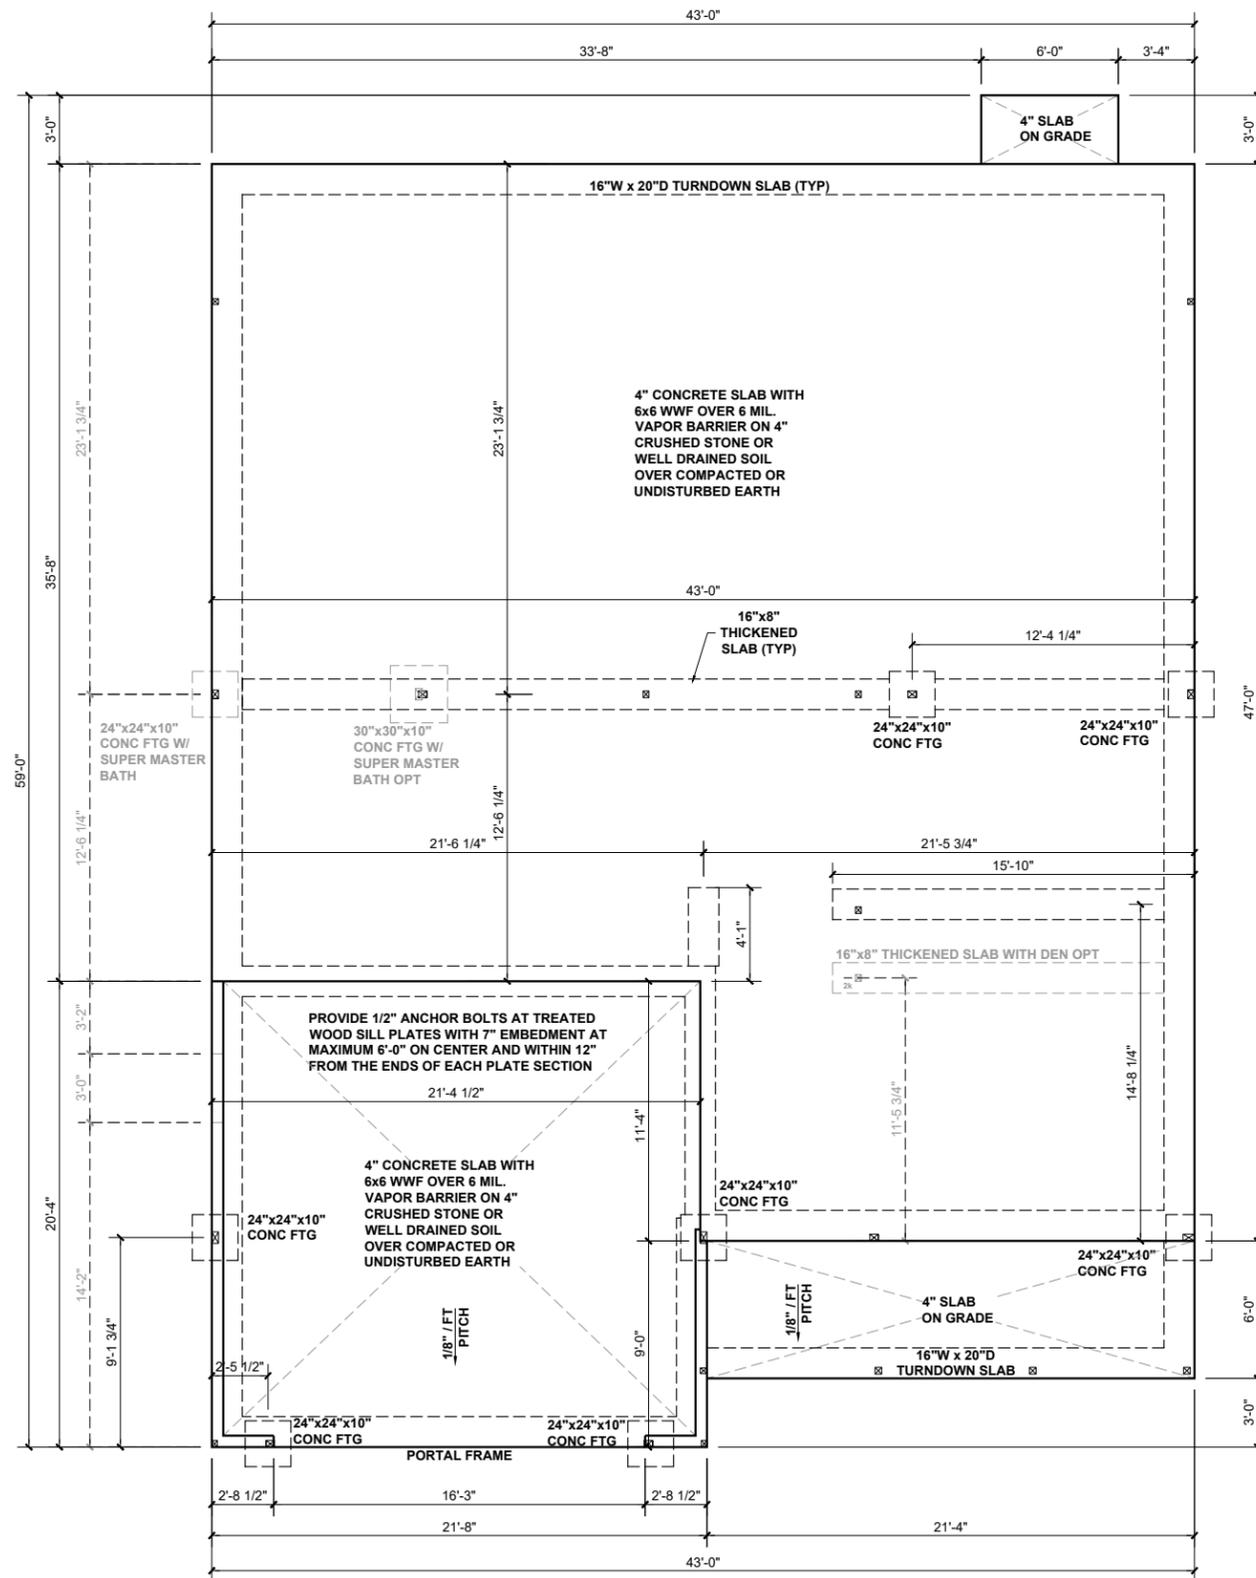 43'-0"
33'-8"
6'-0"
3'-4"
3'-0"
4" SLAB
ON GRADE
3'-0"
16"W x 20"D TURNDOWN SLAB (TYP)
23'-1 3/4"
23'-1 3/4"
4" CONCRETE SLAB WITH
6x6 WWF OVER 6 MIL.
VAPOR BARRIER ON 4"
CRUSHED STONE OR
WELL DRAINED SOIL
OVER COMPACTED OR
UNDISTURBED EARTH
35'-8"
43'-0"
16"x8"
THICKENED
SLAB (TYP)
12'-4 1/4"
47'-0"
24"x24"x10"
CONC FTG W/
SUPER MASTER
BATH
30"x30"x10"
CONC FTG W/
SUPER MASTER
BATH OPT
24"x24"x10"
CONC FTG
24"x24"x10"
CONC FTG
59'-0"
12'-6 1/4"
12'-6 1/4"
21'-6 1/4"
21'-5 3/4"
15'-10"
4'-1"
16"x8" THICKENED SLAB WITH DEN OPT
2k
3'-2"
PROVIDE 1/2" ANCHOR BOLTS AT TREATED
WOOD SILL PLATES WITH 7" EMBEDMENT AT
MAXIMUM 6'-0" ON CENTER AND WITHIN 12"
FROM THE ENDS OF EACH PLATE SECTION
3'-0"
21'-4 1/2"
11'-4"
11'-5 3/4"
14'-8 1/4"
4" CONCRETE SLAB WITH
6x6 WWF OVER 6 MIL.
VAPOR BARRIER ON 4"
CRUSHED STONE OR
WELL DRAINED SOIL
OVER COMPACTED OR
UNDISTURBED EARTH
20'-4"
24"x24"x10"
CONC FTG
24"x24"x10"
CONC FTG
24"x24"x10"
CONC FTG
14'-2"
9'-1 3/4"
1/8" / FT
PITCH
9'-0"
1/8" / FT
PITCH
4" SLAB
ON GRADE
6'-0"
2'-5 1/2"
16"W x 20"D
TURNDOWN SLAB
3'-0"
24"x24"x10"
CONC FTG
24"x24"x10"
CONC FTG
PORTAL FRAME
2'-8 1/2"
16'-3"
2'-8 1/2"
21'-8"
21'-4"
43'-0"